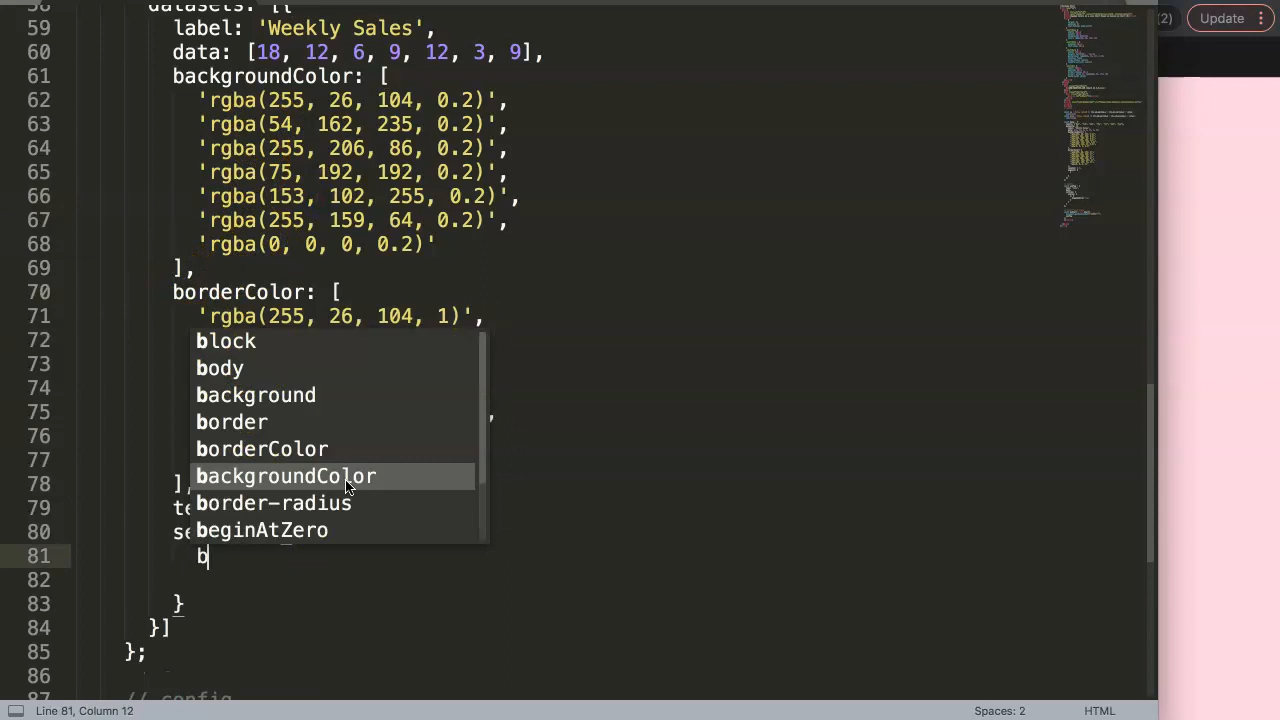 58 datasets: [{
59 label: 'Weekly Sales',
60 data: [18, 12, 6, 9, 12, 3, 9],
61 backgroundColor: [
62 'rgba(255, 26, 104, 0.2)',
63 'rgba(54, 162, 235, 0.2)',
64 'rgba(255, 206, 86, 0.2)',
65 'rgba(75, 192, 192, 0.2)',
66 'rgba(153, 102, 255, 0.2)',
67 'rgba(255, 159, 64, 0.2)',
68 'rgba(0, 0, 0, 0.2)'
69 ],
70 borderColor: [
71 'rgba(255, 26, 104, 1)',
72 block
73 body
74 background
75 border ,
76 borderColor
77 backgroundColor
78 ],
79 te border-radius
80 se beginAtZero
81 b
82
83 }
84 }]
85 };
86
87 // config
(2) Update
Line 81, Column 12 Spaces: 2 HTML